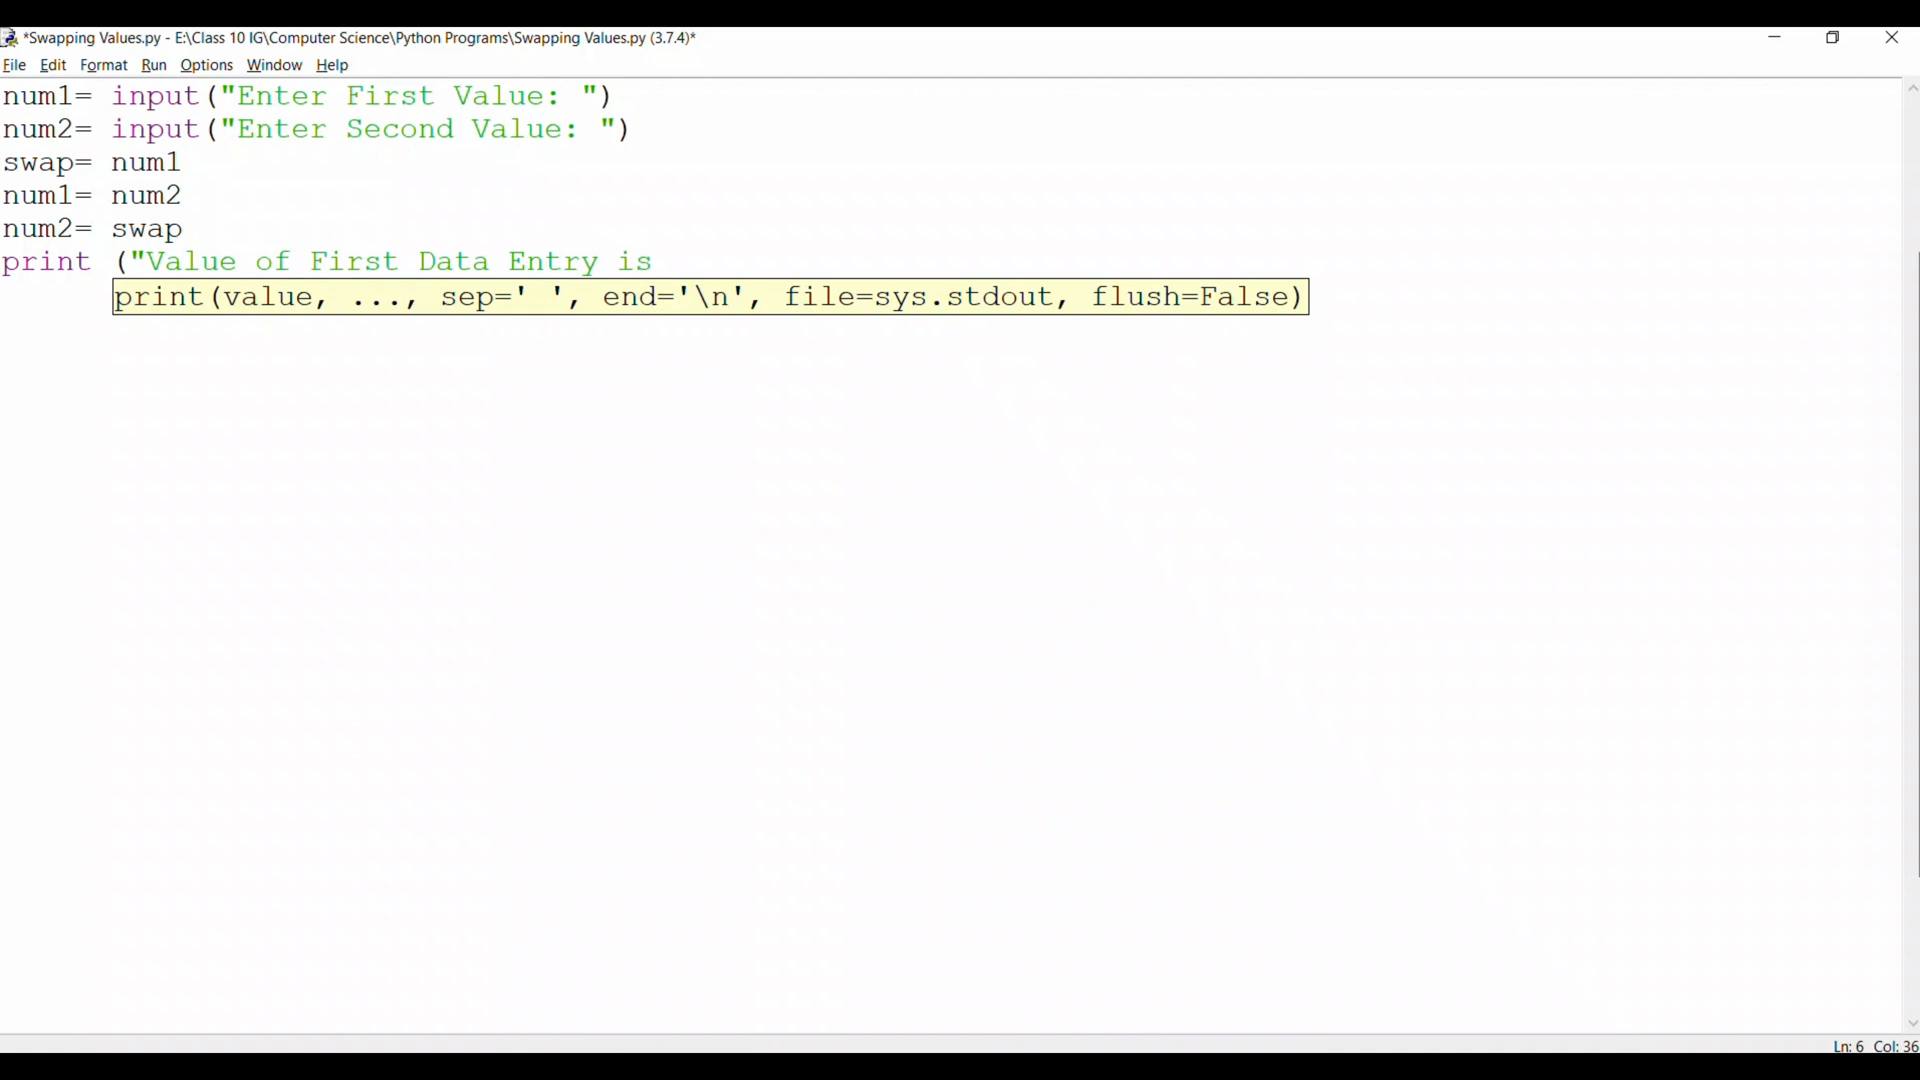 *Swapping Values.py - E:\Class 10 IG\Computer Science\Python Programs\Swapping Values.py (3.7.4)*
File Edit Format Run Options Window Help
num1= input("Enter First Value: ")
num2= input("Enter Second Value: ")
swap= num1
num1= num2
num2= swap
print ("Value of First Data Entry is
print(value, ..., sep=' ', end='\n', file=sys.stdout, flush=False)
Ln: 6 Col: 36